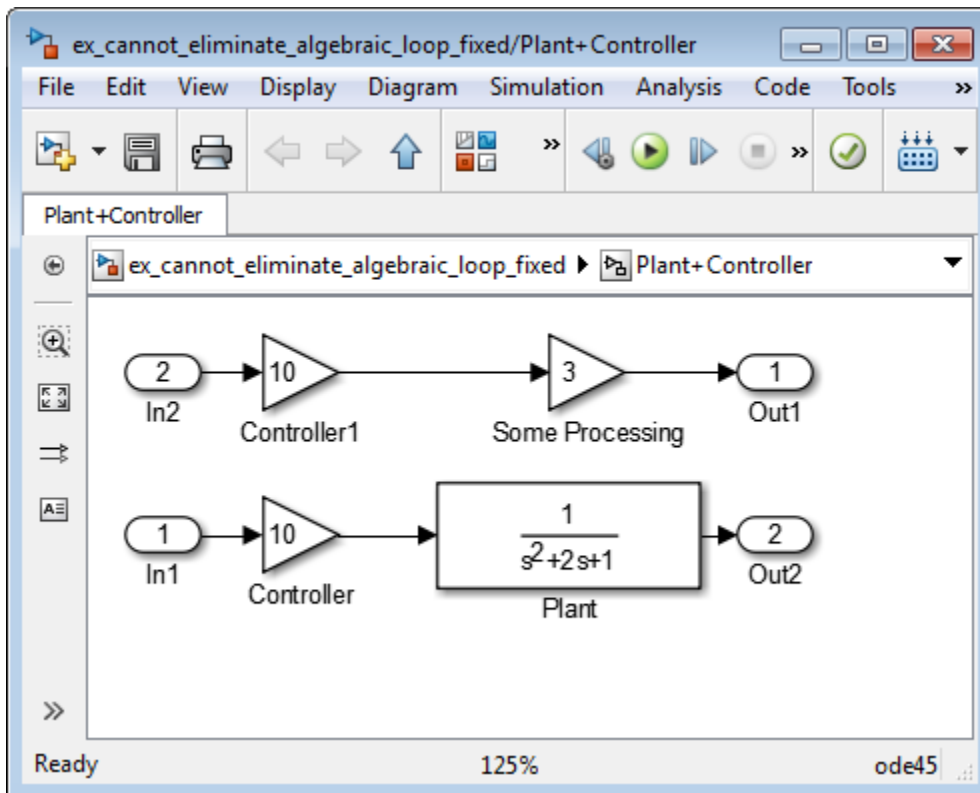 ex_cannot_eliminate_algebraic_loop_fixed/Plant+Controller
File Edit View Display Diagram Simulation Analysis Code Tools »
» »
Plant+Controller
ex_cannot_eliminate_algebraic_loop_fixed Plant+Controller
2 10 3 1
In2 Controller1 Some Processing Out1
1 10 1 2
s²+2s+1
In1 Controller Plant Out2
A
»
Ready 125% ode45